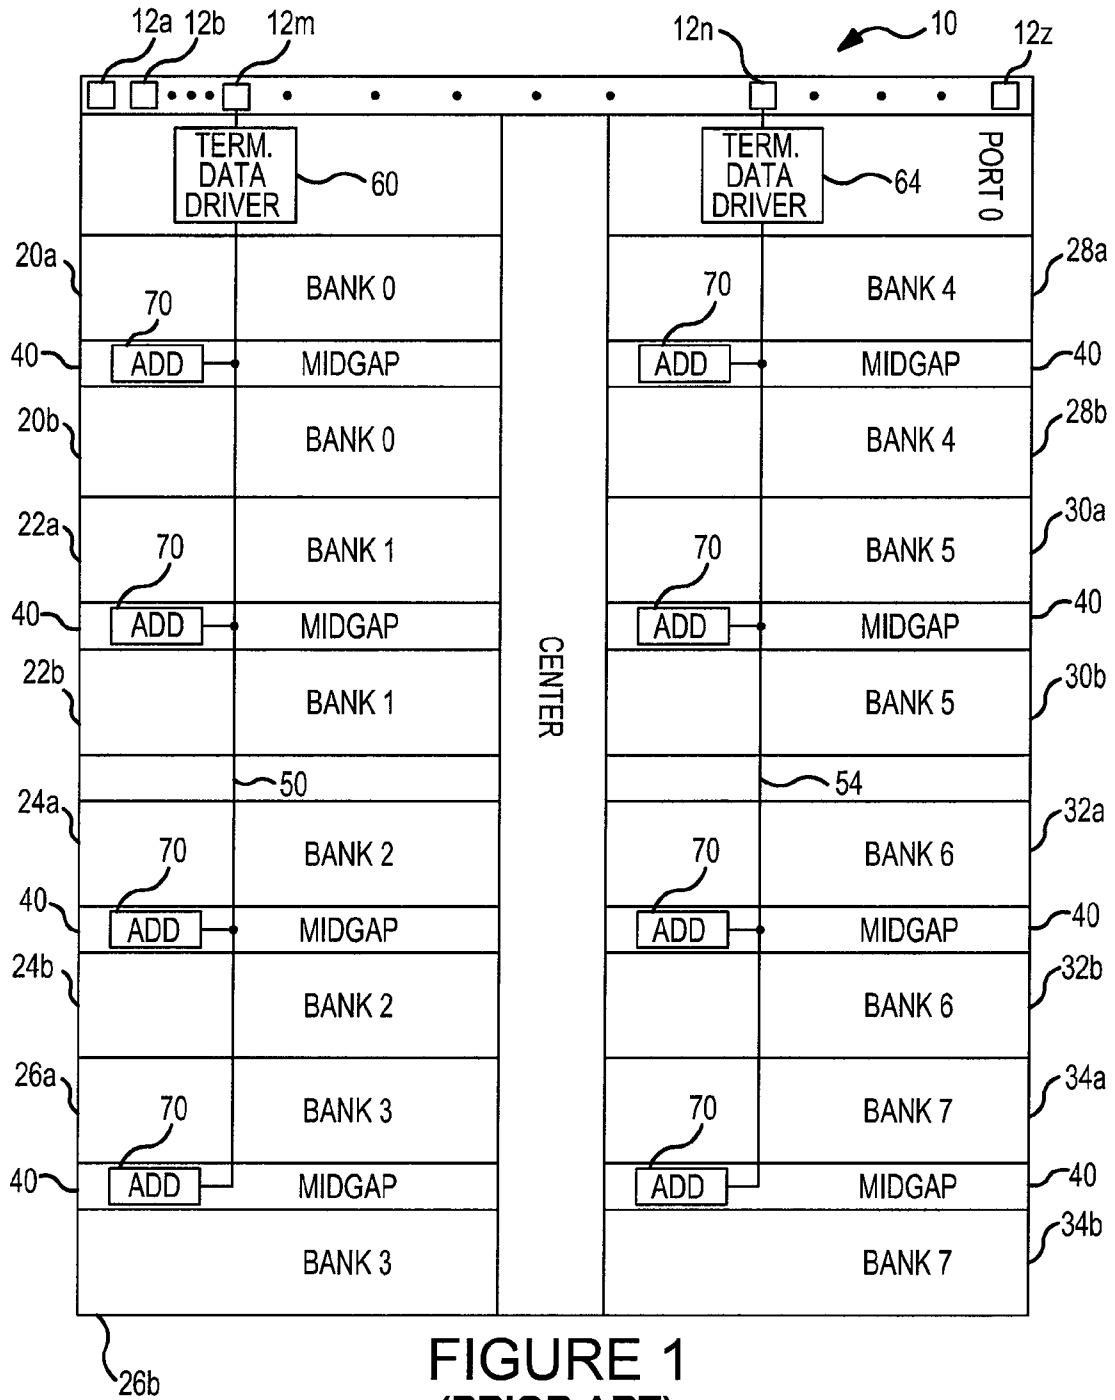 12a 12b 12m 12n 10 12z
TERM.
DATA
DRIVER
60
TERM.
DATA
DRIVER
64
PORT 0
20a BANK 0 BANK 4 28a
70 70
40 ADD MIDGAP ADD MIDGAP 40
20b BANK 0 BANK 4 28b
22a BANK 1 BANK 5 30a
70 70
40 ADD MIDGAP ADD MIDGAP 40
CENTER
22b BANK 1 BANK 5 30b
50 54
24a BANK 2 BANK 6 32a
70 70
40 ADD MIDGAP ADD MIDGAP 40
24b BANK 2 BANK 6 32b
26a BANK 3 BANK 7 34a
70 70
40 ADD MIDGAP ADD MIDGAP 40
BANK 3 BANK 7 34b
26b
FIGURE 1
(PRIOR ART)